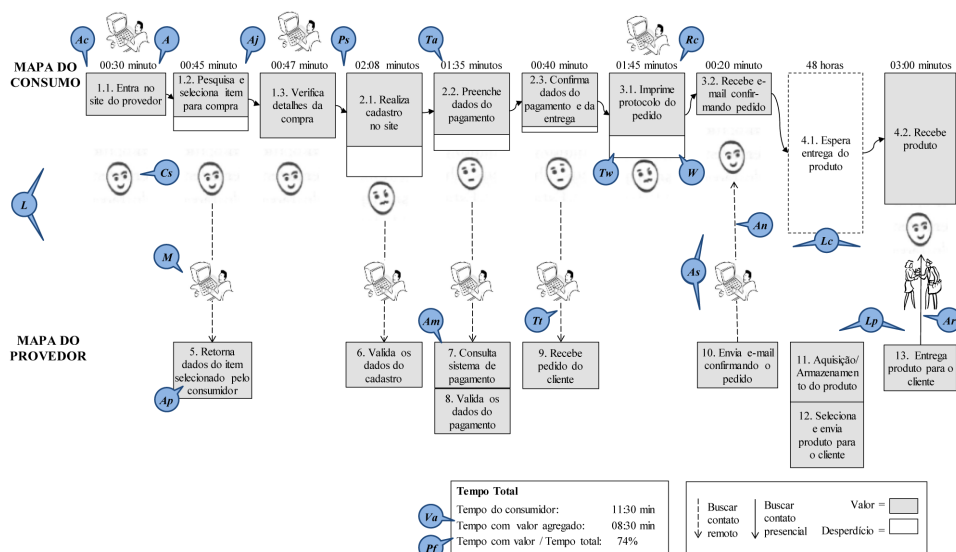 Ac
A
Aj
Ps
Ta
Rc
MAPA DO
CONSUMO
00:30 minuto
00:45 minuto
00:47 minuto
02:08 minutos
01:35 minutos
00:40 minuto
01:45 minutos
00:20 minuto
48 horas
03:00 minutos
1.1. Entra no
site do provedor
1.2. Pesquisa e
seleciona item
para compra
1.3. Verifica
detalhes da
compra
2.1. Realiza
cadastro
no site
2.2. Preenche
dados do
pagamento
2.3. Confirma
dados do
pagamento e da
entrega
3.1. Imprime
protocolo do
pedido
3.2. Recebe e-
mail confir-
mando pedido
4.1. Espera
entrega do
produto
4.2. Recebe
produto
Cs
Tw
W
L
An
Lc
M
As
MAPA DO
PROVEDOR
Am
Tt
Lp
Ar
5. Retorna
dados do item
selecionado pelo
consumidor
Ap
6. Valida os
dados do
cadastro
7. Consulta
sistema de
pagamento
8. Valida os
dados do
pagamento
9. Recebe
pedido do
cliente
10. Envia e-mail
confirmando o
pedido
11. Aquisição/
Armazenamen
to do produto
12. Seleciona
e envia
produto para
o cliente
13. Entrega
produto para o
cliente
Tempo Total
Tempo do consumidor: 11:30 min
Tempo com valor agregado: 08:30 min
Tempo com valor / Tempo total: 74%
Va
Pf
Buscar
contato
remoto
Buscar
contato
presencial
Valor =
Desperdício =